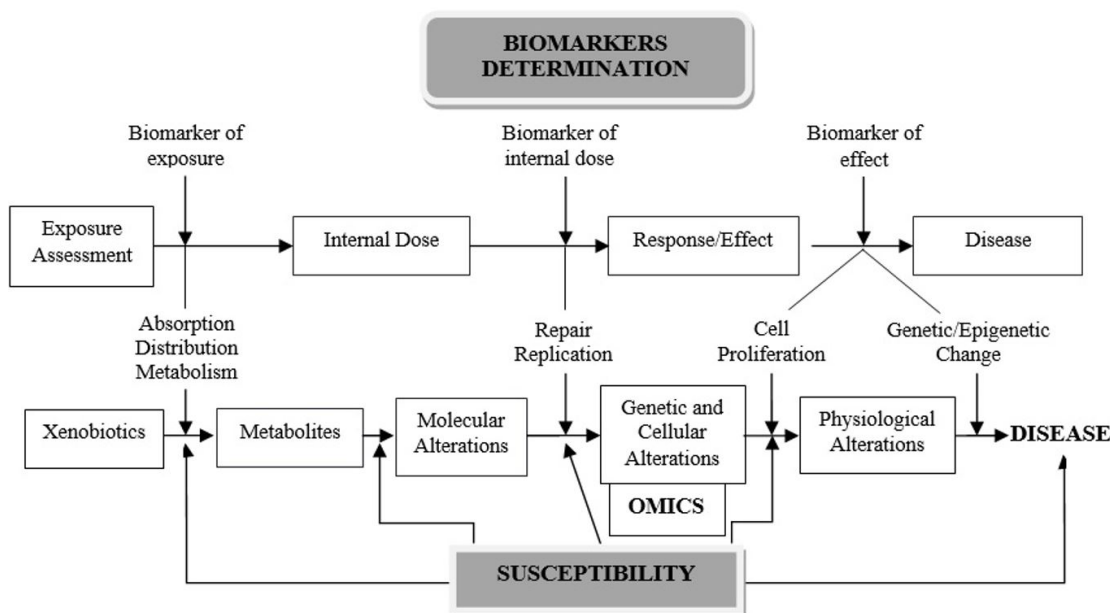 BIOMARKERS
DETERMINATION
Biomarker of
exposure
Biomarker of
internal dose
Biomarker of
effect
Exposure
Assessment
Internal Dose
Response/Effect
Disease
Absorption
Distribution
Metabolism
Repair
Replication
Cell
Proliferation
Genetic/Epigenetic
Change
Xenobiotics
Metabolites
Molecular
Alterations
Genetic and
Cellular
Alterations
Physiological
Alterations
DISEASE
OMICS
SUSCEPTIBILITY